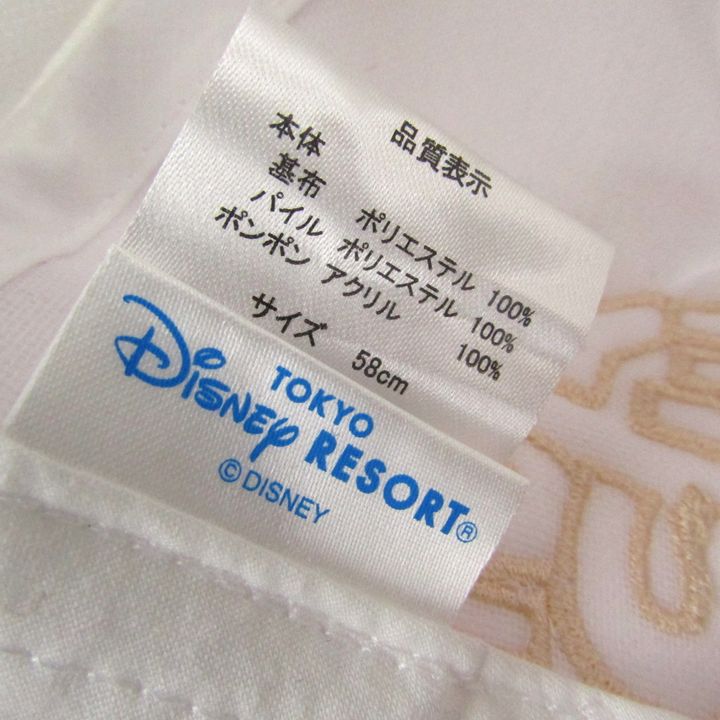 品質表示
本体
基布 ポリエステル 100%
パイル ポリエステル 100%
ポンポン アクリル 100%
サイズ 58cm
TOKYO
DISNEY RESORT®
©DISNEY